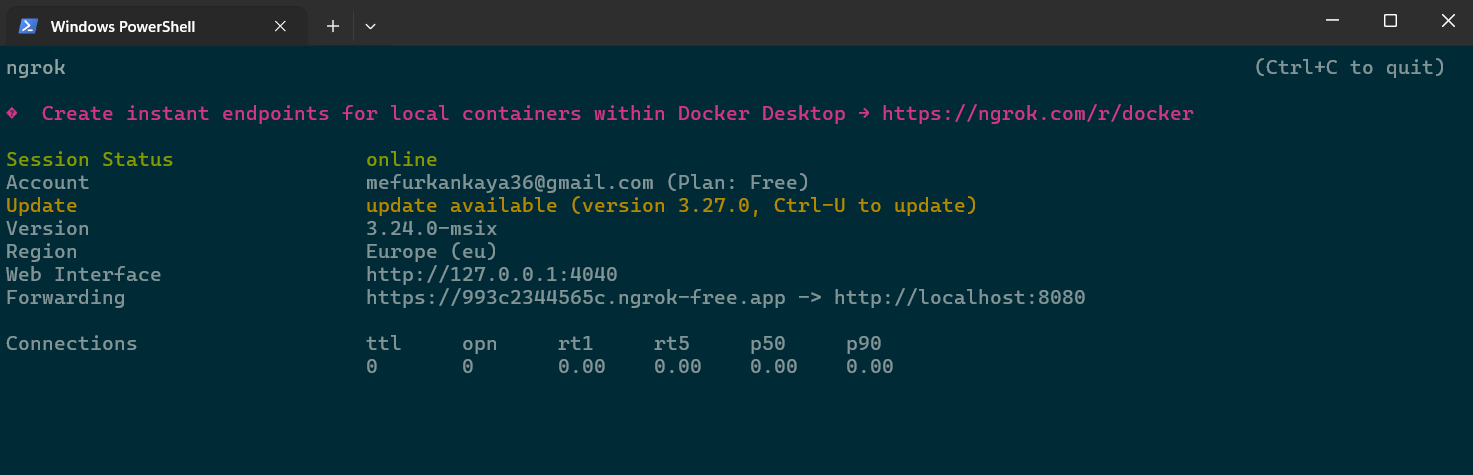 Windows PowerShell
ngrok (Ctrl+C to quit)
� Create instant endpoints for local containers within Docker Desktop → https://ngrok.com/r/docker
Session Status online
Account mefurkankaya36@gmail.com (Plan: Free)
Update update available (version 3.27.0, Ctrl-U to update)
Version 3.24.0-msix
Region Europe (eu)
Web Interface http://127.0.0.1:4040
Forwarding https://993c2344565c.ngrok-free.app -> http://localhost:8080
Connections ttl opn rt1 rt5 p50 p90
0 0 0.00 0.00 0.00 0.00